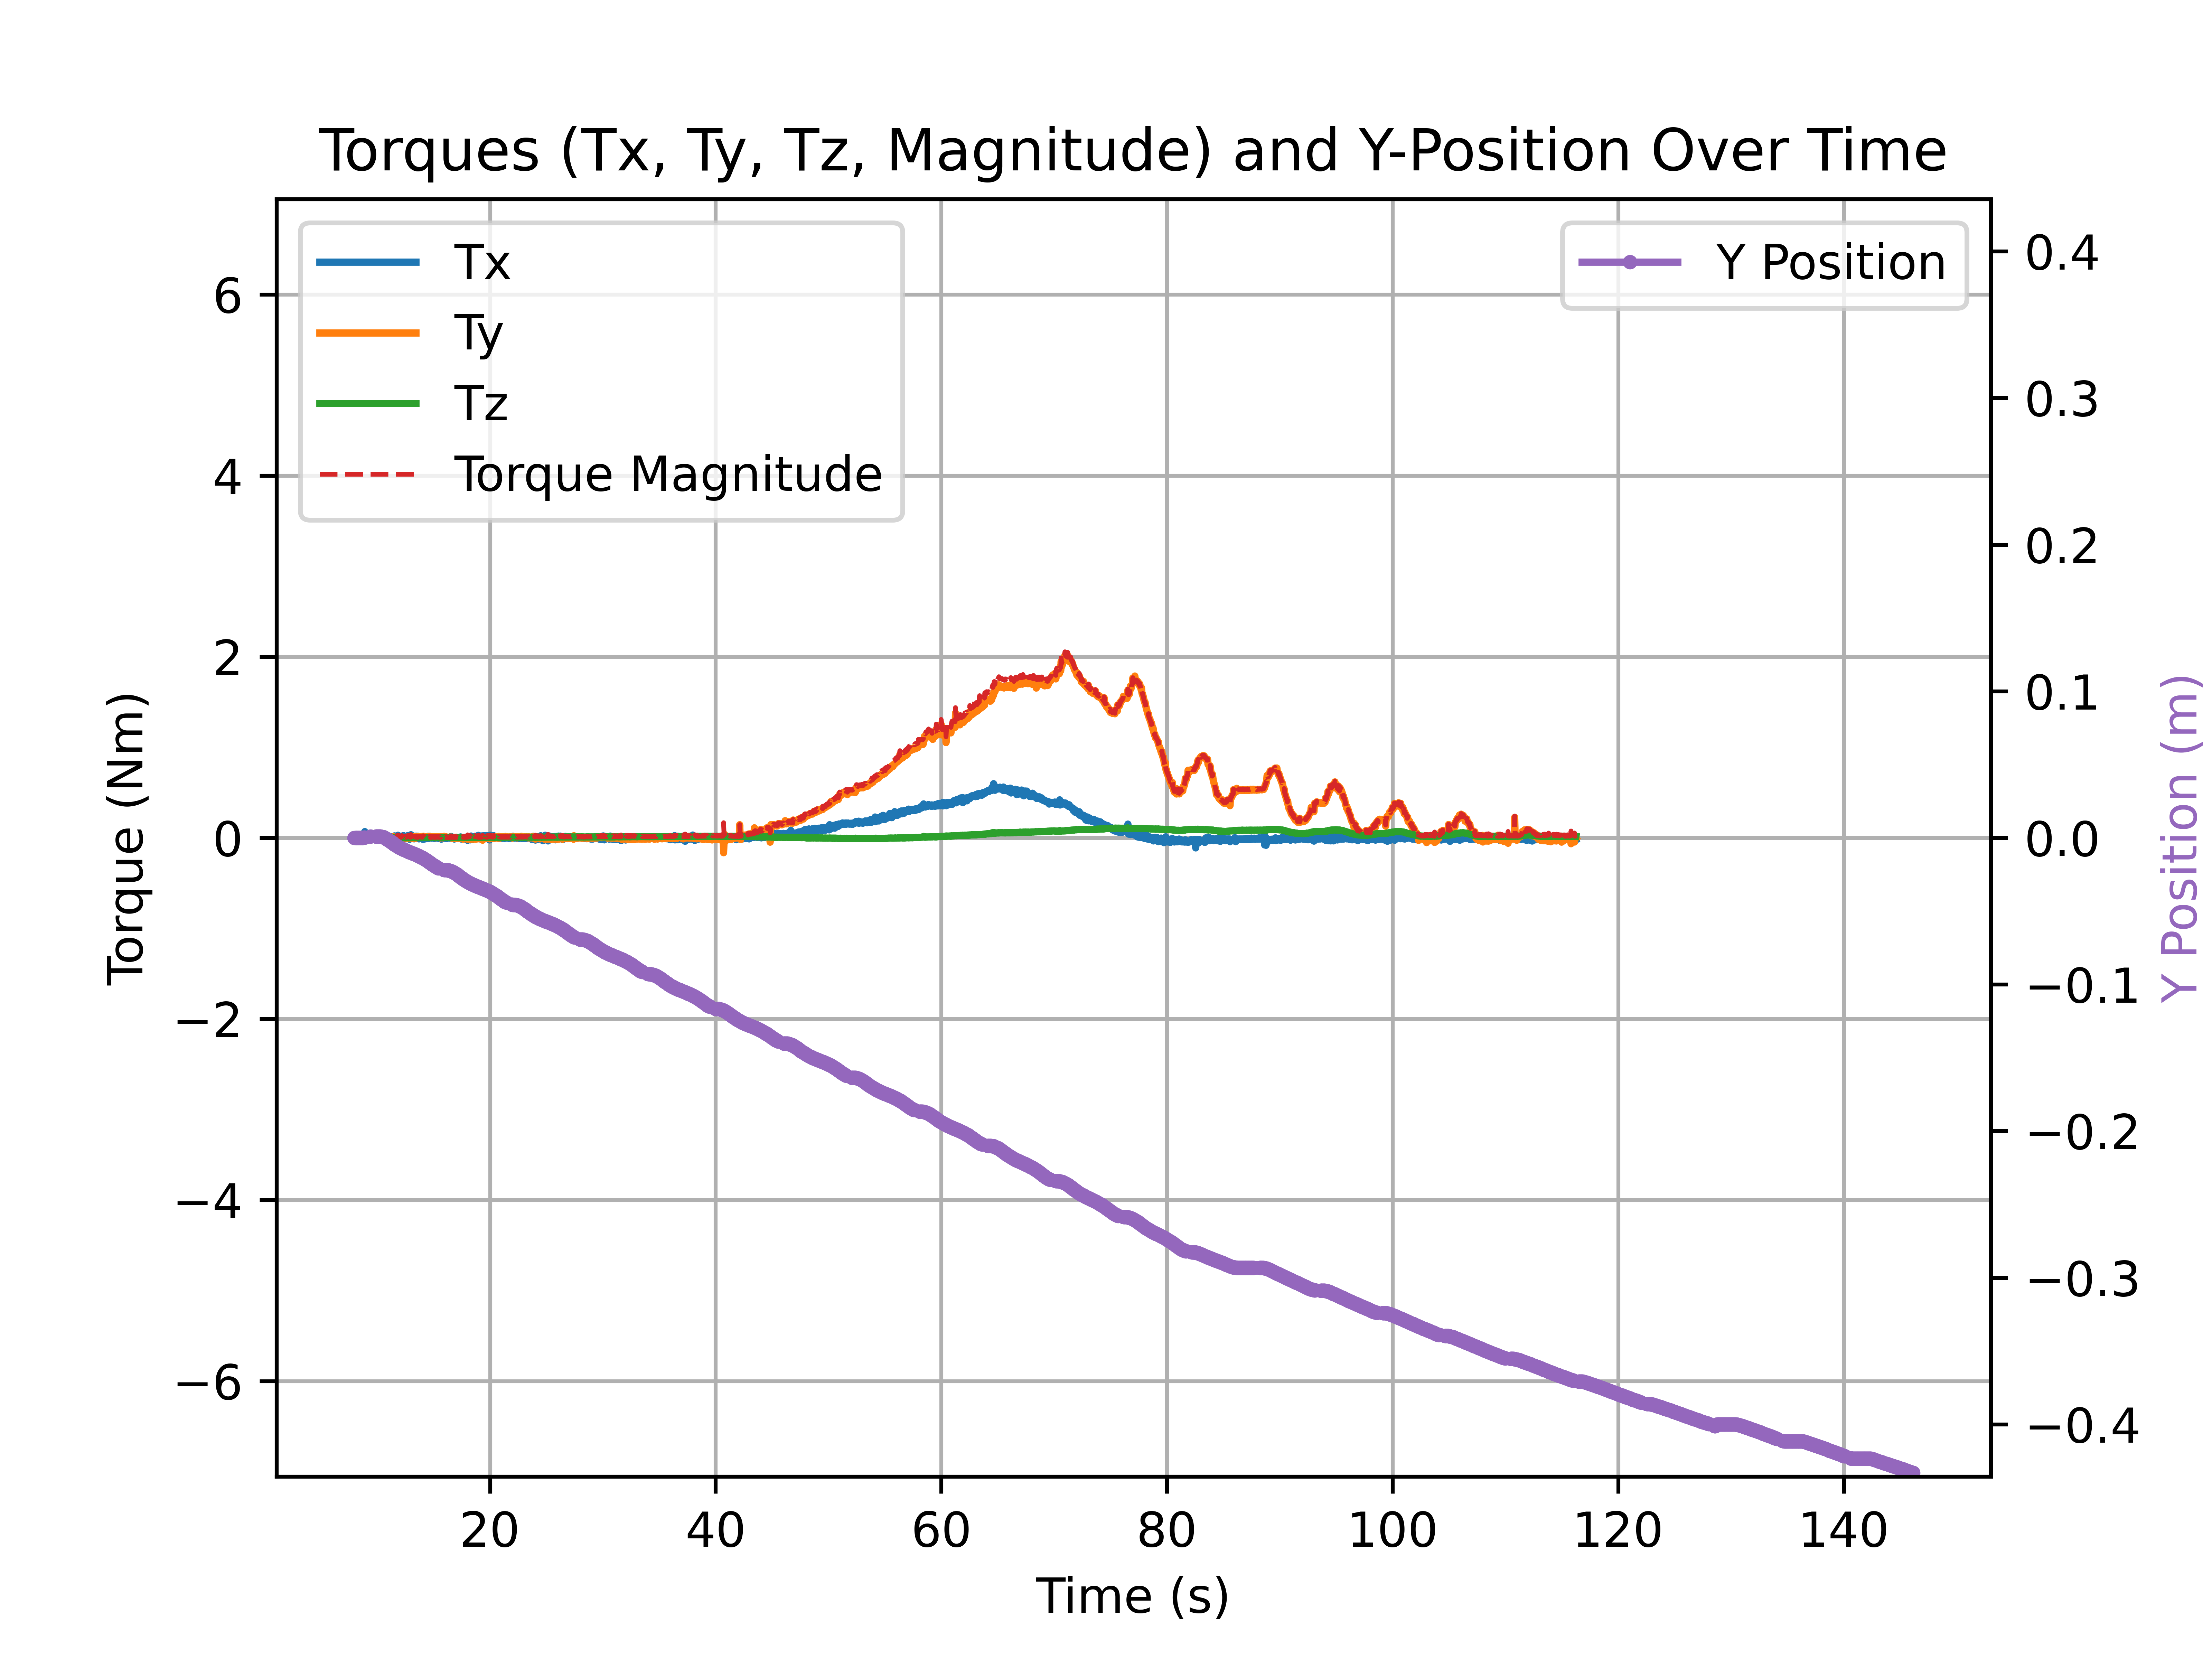 Torques (Tx, Ty, Tz, Magnitude) and Y-Position Over Time
Tx
Ty
Tz
Torque Magnitude
Y Position
6
4
2
0
−2
−4
−6
Torque (Nm)
0.4
0.3
0.2
0.1
0.0
−0.1
−0.2
−0.3
−0.4
Y Position (m)
20 40 60 80 100 120 140
Time (s)